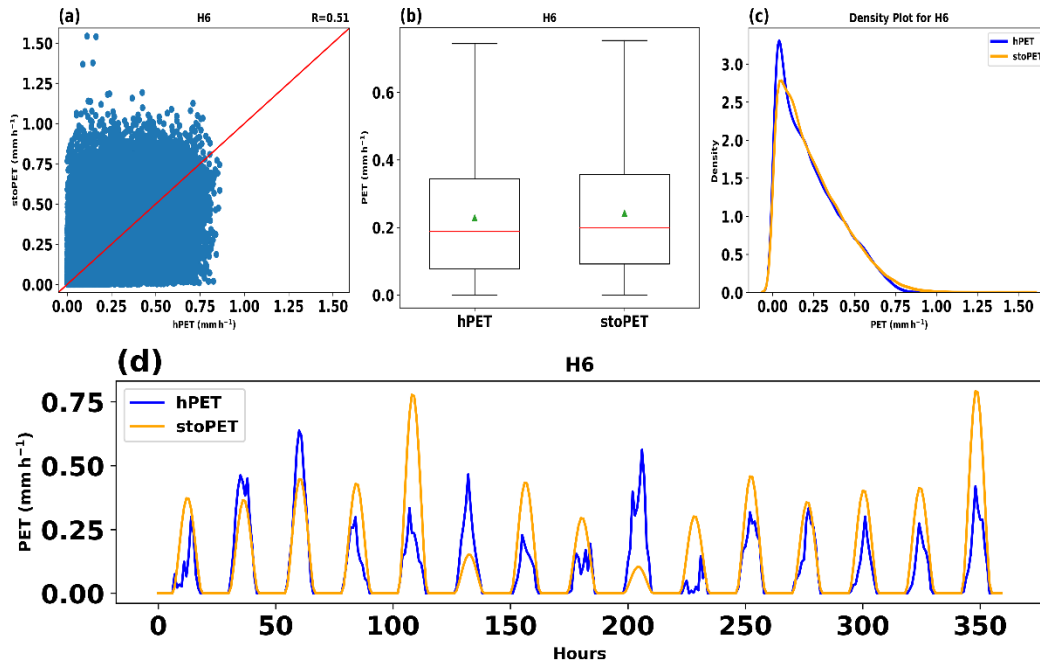 (a) H6 R=0.51
1.50
1.25
1.00
0.75
0.50
0.25
0.00
stoPET (mm h⁻¹)
0.00 0.25 0.50 0.75 1.00 1.25 1.50
hPET (mm h⁻¹)
(b) H6
0.6
0.4
0.2
0.0
PET (mm h⁻¹)
hPET stoPET
(c) Density Plot for H6
hPET
stoPET
3.0
2.5
2.0
1.5
1.0
0.5
0.0
Density
0.00 0.25 0.50 0.75 1.00 1.25 1.50
PET (mm h⁻¹)
(d) H6
hPET
stoPET
0.75
0.50
0.25
0.00
PET (mm h⁻¹)
0 50 100 150 200 250 300 350
Hours